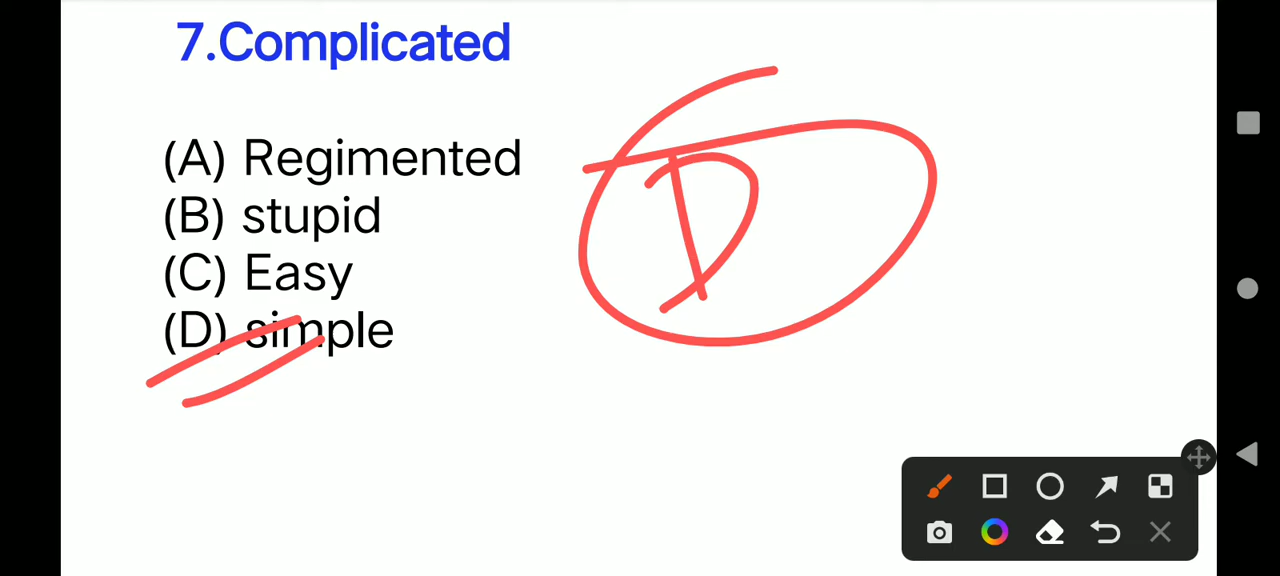 7.Complicated
(A) Regimented
(B) stupid
(C) Easy
(D) simple
D